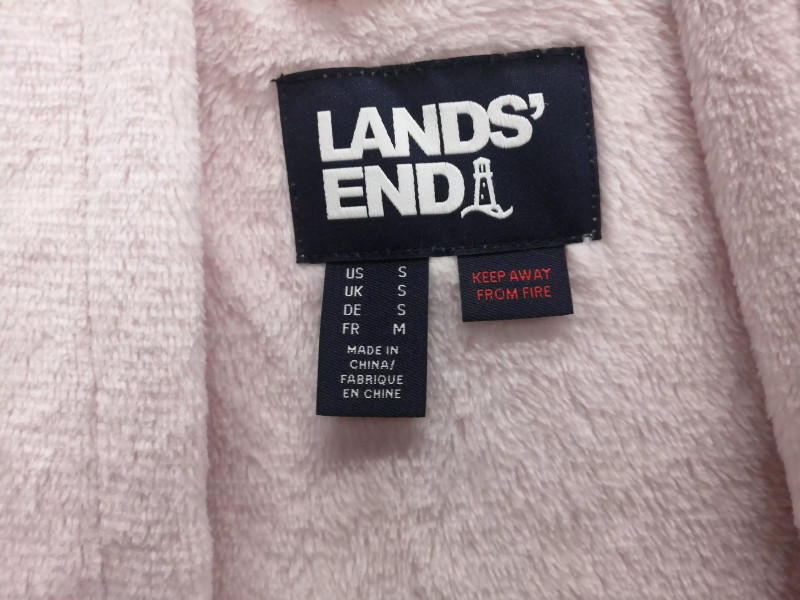 LANDS'
END
US S
UK S
DE S
FR M
MADE IN
CHINA/
FABRIQUE
EN CHINE
KEEP AWAY
FROM FIRE